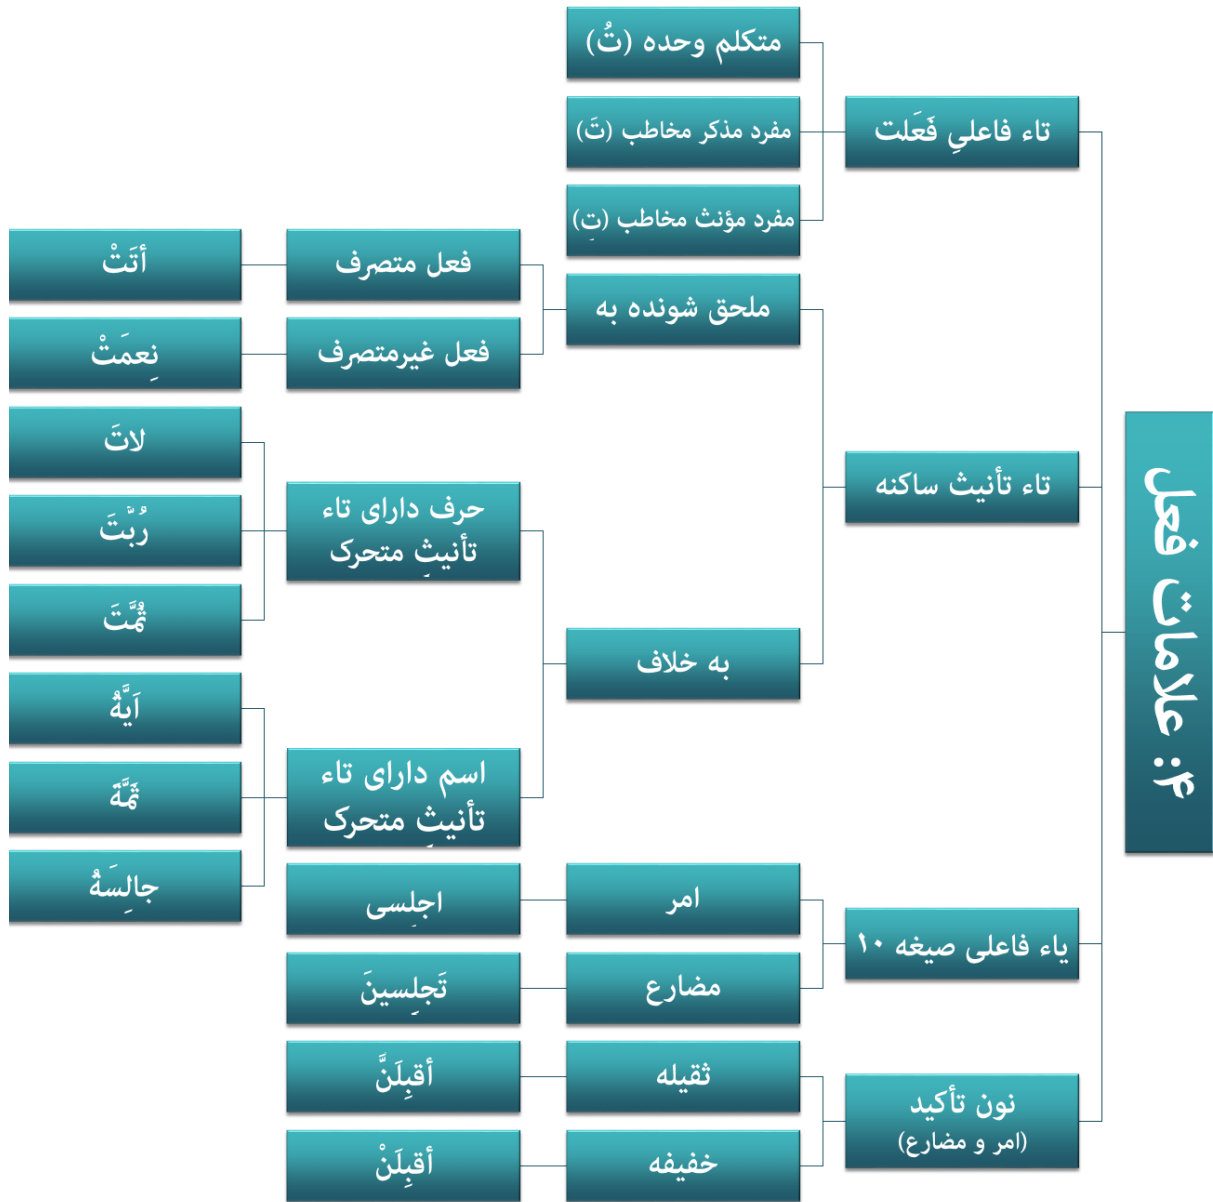 ۴: علامات فعل
تاء فاعلیِ فَعَلت
متکلم وحده (تُ)
مفرد مذکر مخاطب (تَ)
مفرد مؤنث مخاطب (تِ)
تاء تأنیث ساکنه
ملحق شونده به
فعل متصرف
أتَتْ
فعل غیرمتصرف
نِعمَتْ
به خلاف
حرف دارای تاء
تأنیثِ متحرک
لاتَ
رُبَّتَ
ثُمَّتَ
اسم دارای تاء
تأنیثِ متحرک
اَیَّةُ
ثَمَّةَ
جالِسَةُ
یاء فاعلی صیغه ۱۰
امر
اجلِسی
مضارع
تَجلِسینَ
نون تأکید
(امر و مضارع)
ثقیله
أقبِلَنَّ
خفیفه
أقبِلَنْ